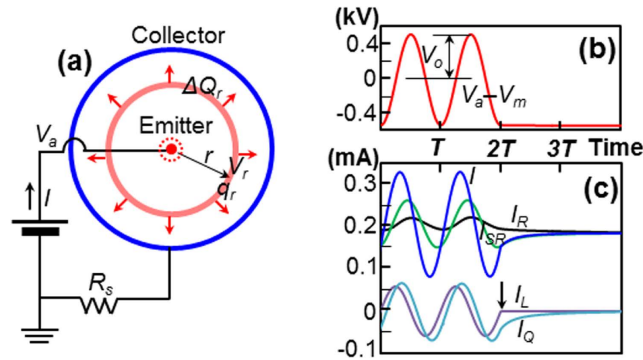 Collector
(a)
ΔQr
Emitter
r
Vr
qr
Va
I
Rs
(kV)
(b)
0.4
0
-0.4
Vo
Va–Vm
T 2T 3T Time
(mA)
(c)
0.3
0.2
0.1
0
-0.1
I
IR
ISR
IL
IQ